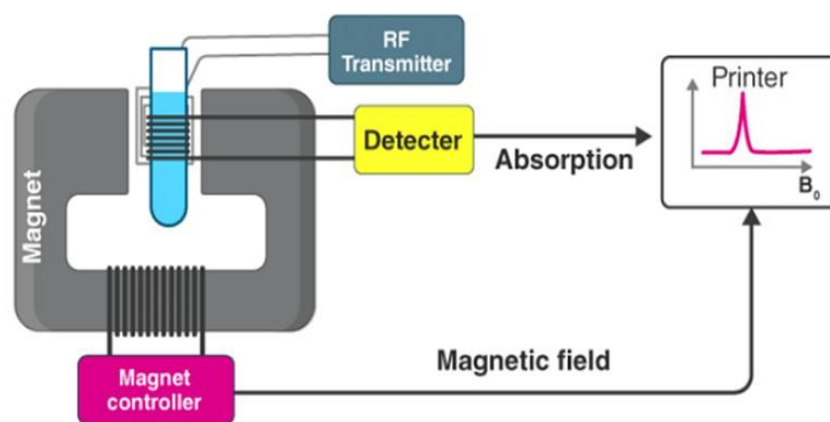 RF
Transmitter
Printer
Detecter
Absorption
B₀
Magnet
Magnetic field
Magnet
controller